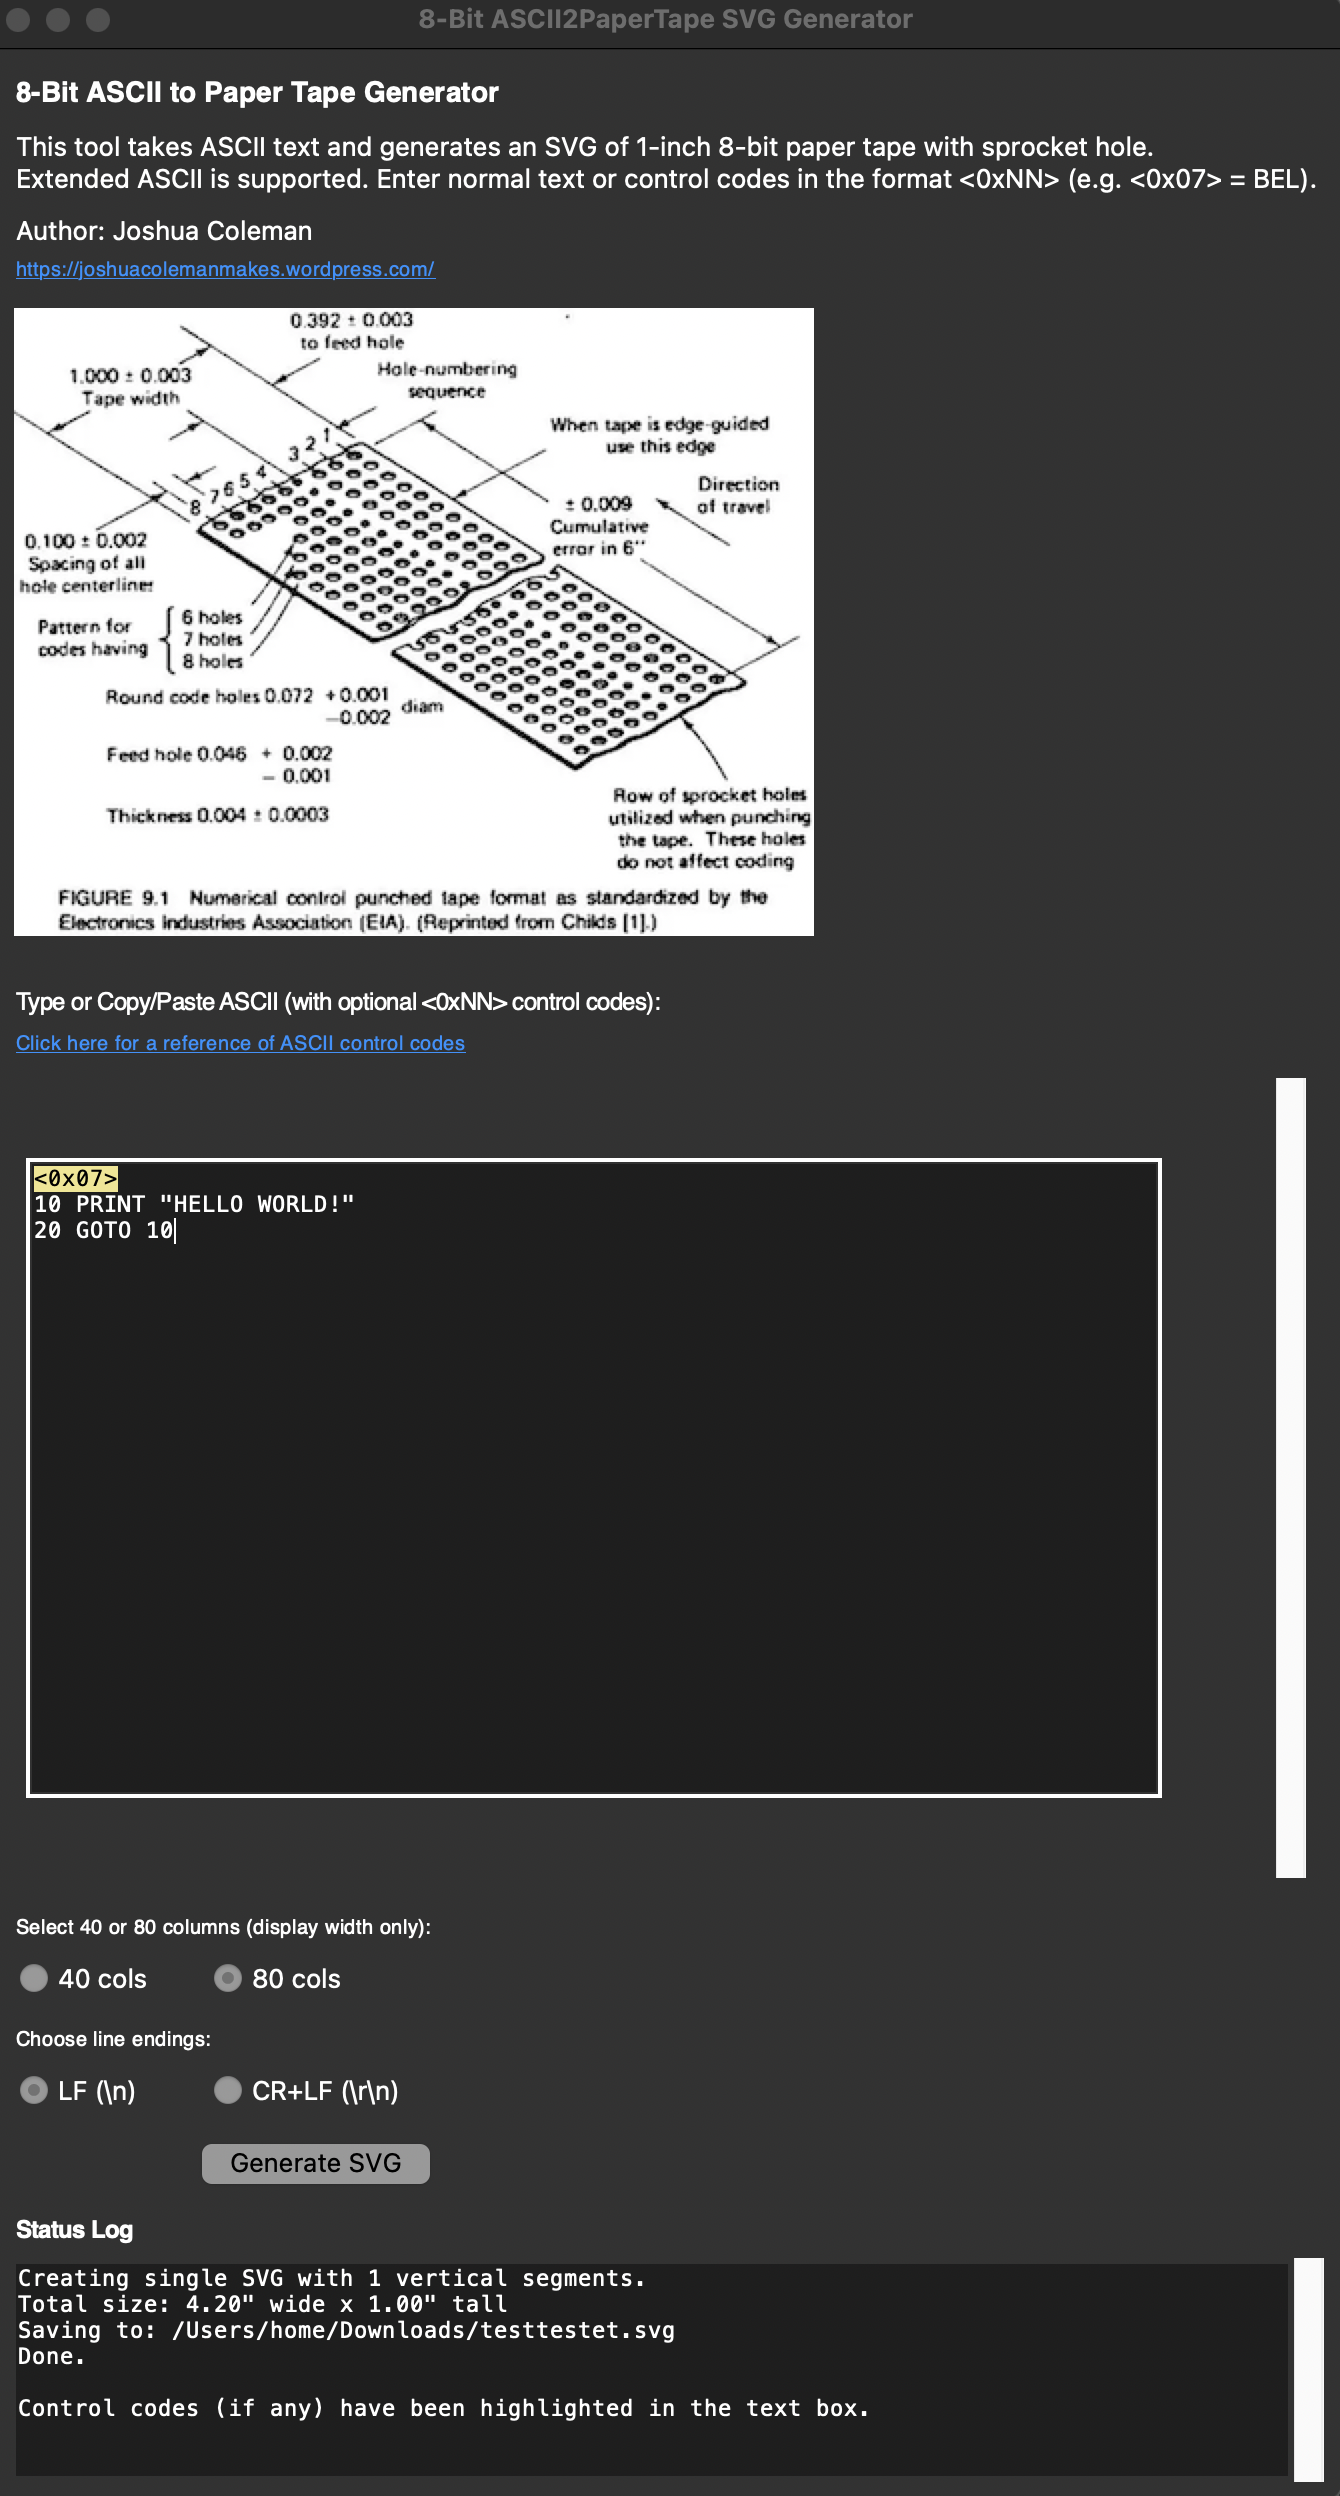 8-Bit ASCII2PaperTape SVG Generator
8-Bit ASCII to Paper Tape Generator
This tool takes ASCII text and generates an SVG of 1-inch 8-bit paper tape with sprocket hole.
Extended ASCII is supported. Enter normal text or control codes in the format <0xNN> (e.g. <0x07> = BEL).
Author: Joshua Coleman
https://joshuacolemanmakes.wordpress.com/
0.392 ± 0.003
to feed hole
1.000 ± 0.003
Tape width
Hole-numbering
sequence
When tape is edge-guided
use this edge
Direction
of travel
± 0.009
Cumulative
error in 6"
8 7 6 5 4 3 2 1
0.100 ± 0.002
Spacing of all
hole centerlines
Pattern for
codes having
6 holes
7 holes
8 holes
Round code holes 0.072 +0.001
−0.002 diam
Feed hole 0.046 + 0.002
− 0.001
Thickness 0.004 ± 0.0003
Row of sprocket holes
utilized when punching
the tape. These holes
do not affect coding
FIGURE 9.1 Numerical control punched tape format as standardized by the
Electronics Industries Association (EIA). (Reprinted from Childs [1].)
Type or Copy/Paste ASCII (with optional <0xNN> control codes):
Click here for a reference of ASCII control codes
<0x07>
10 PRINT "HELLO WORLD!"
20 GOTO 10
Select 40 or 80 columns (display width only):
40 cols 80 cols
Choose line endings:
LF (\n) CR+LF (\r\n)
Generate SVG
Status Log
Creating single SVG with 1 vertical segments.
Total size: 4.20" wide x 1.00" tall
Saving to: /Users/home/Downloads/testtestet.svg
Done.
Control codes (if any) have been highlighted in the text box.